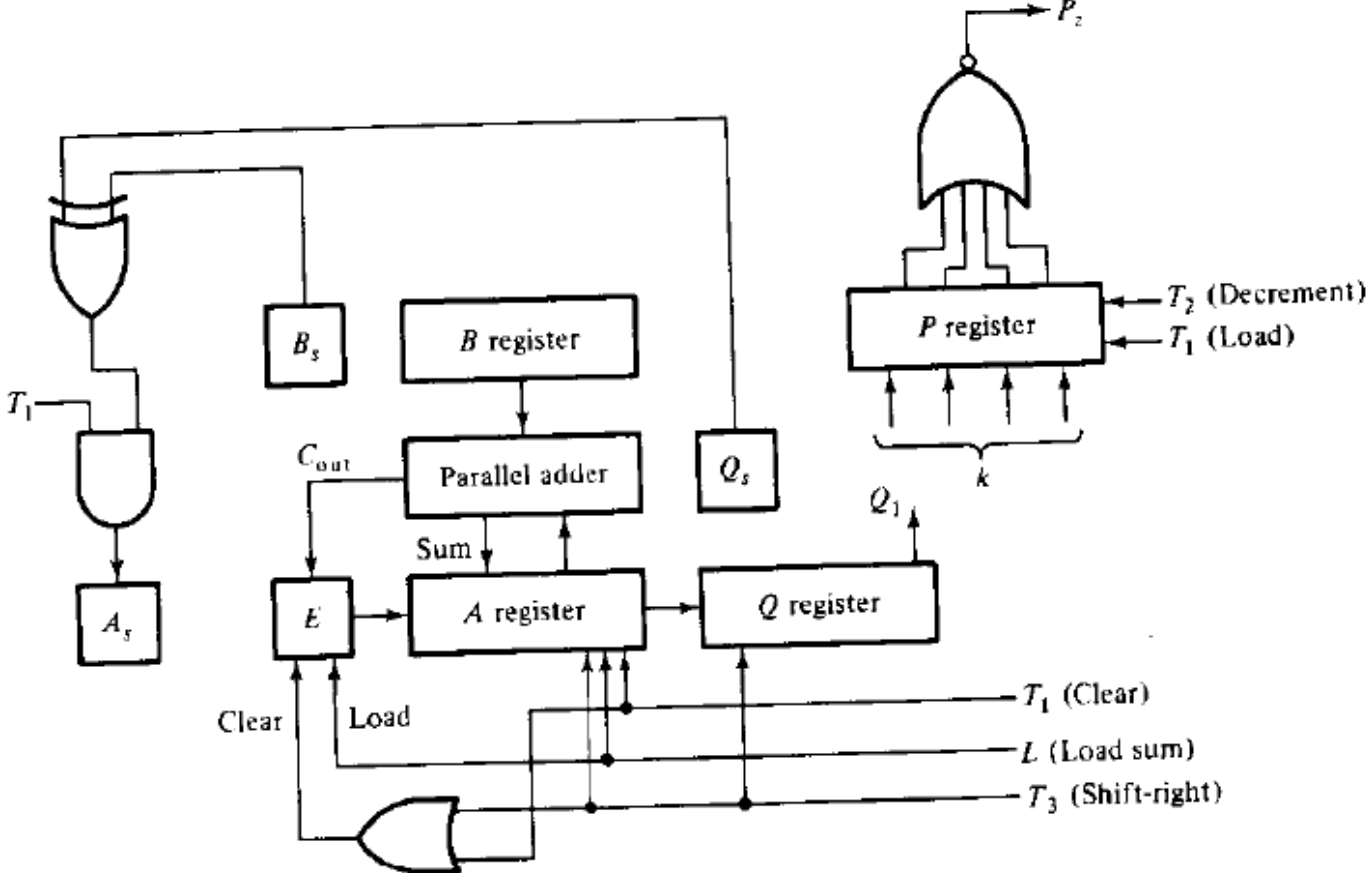 P_z
T_2 (Decrement)
P register
T_1 (Load)
B_s
B register
T_1
k
C_out
Parallel adder
Q_s
Q_1
Sum
E
A register
Q register
A_s
T_1 (Clear)
Clear
Load
L (Load sum)
T_3 (Shift-right)